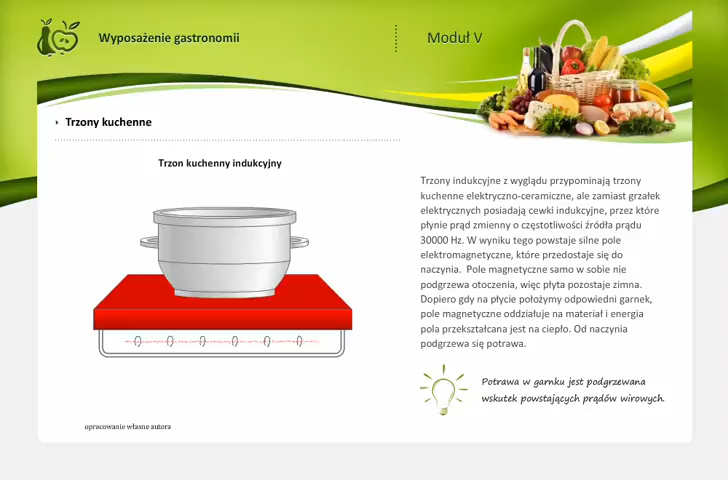 Wyposażenie gastronomii
Moduł V
Trzony kuchenne
Trzon kuchenny indukcyjny
Trzony indukcyjne z wyglądu przypominają trzony
kuchenne elektryczno-ceramiczne, ale zamiast grzałek
elektrycznych posiadają cewki indukcyjne, przez które
płynie prąd zmienny o częstotliwości źródła prądu
30000 Hz. W wyniku tego powstaje silne pole
elektromagnetyczne, które przedostaje się do
naczynia. Pole magnetyczne samo w sobie nie
podgrzewa otoczenia, więc płyta pozostaje zimna.
Dopiero gdy na płycie położymy odpowiedni garnek,
pole magnetyczne oddziałuje na materiał i energia
pola przekształcana jest na ciepło. Od naczynia
podgrzewa się potrawa.
Potrawa w garnku jest podgrzewana
wskutek powstających prądów wirowych.
opracowanie własne autora